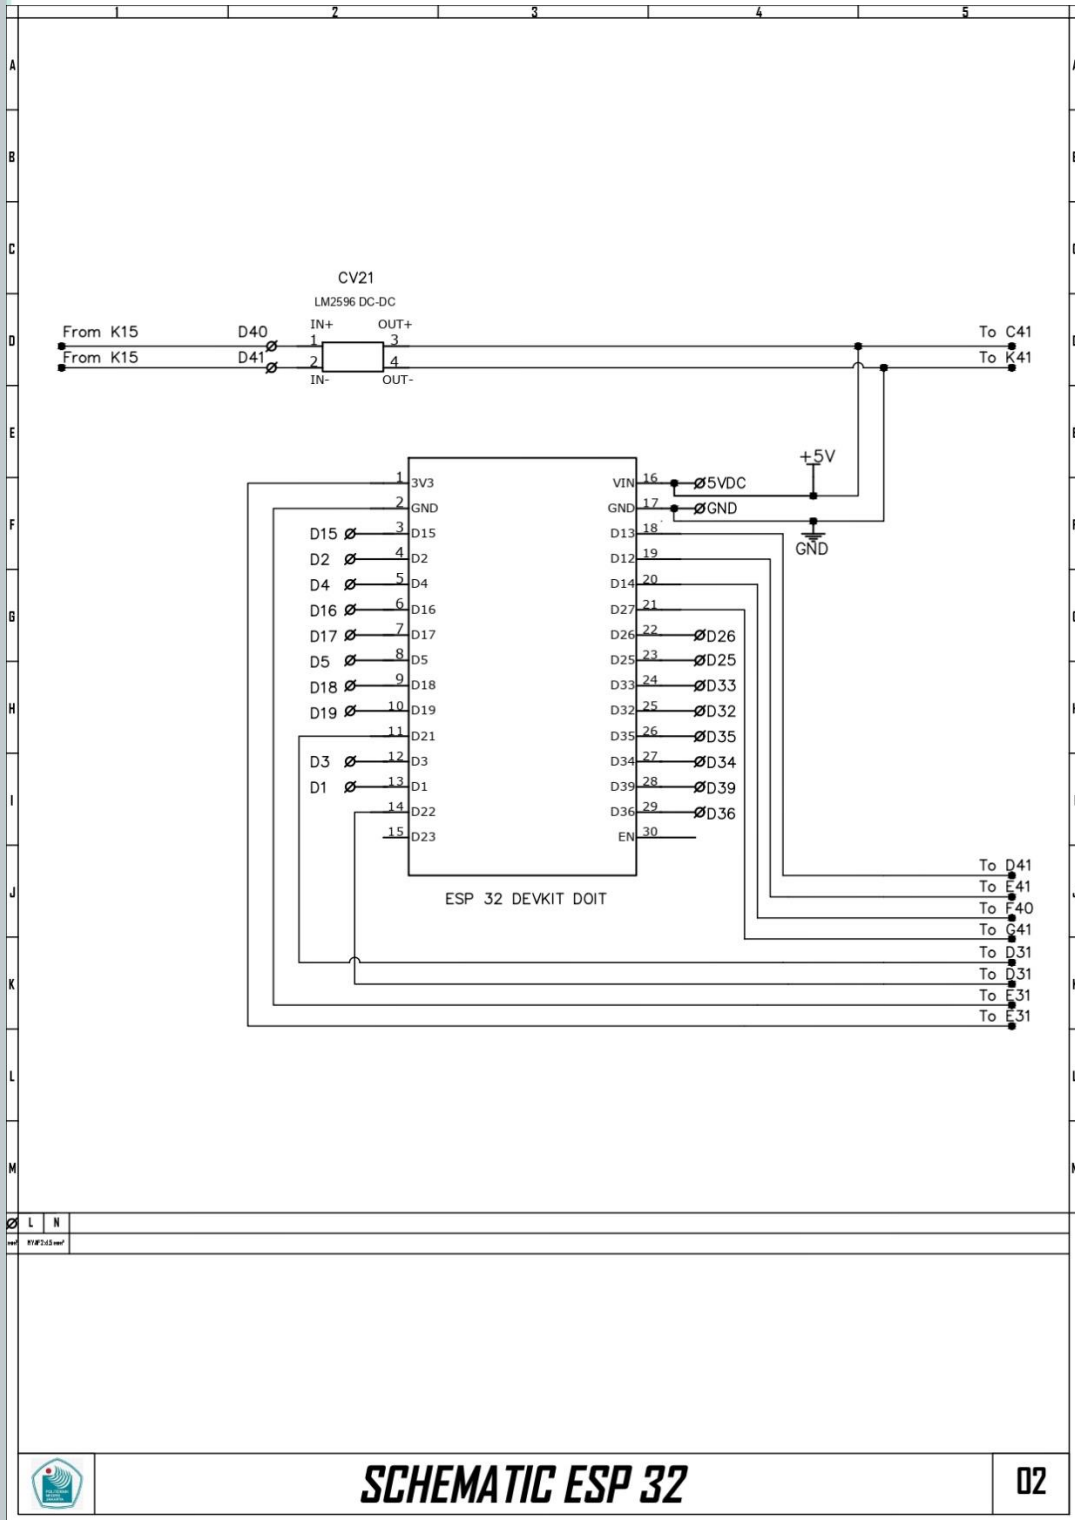 1 2 3 4 5
A
B
C
CV21
LM2596 DC-DC
IN+ OUT+
From K15 D40 1 3 To C41
D
From K15 D41 2 4 To K41
IN- OUT-
E
+5V
1 3V3 VIN 16 5VDC
2 GND GND 17 GND
F
D15 3 D15 D13 18
GND
D2 4 D2 D12 19
D4 5 D4 D14 20
G
D16 6 D16 D27 21
D17 7 D17 D26 22 D26
D5 8 D5 D25 23 D25
D18 9 D18 D33 24 D33
H
D19 10 D19 D32 25 D32
11 D21 D35 26 D35
D3 12 D3 D34 27 D34
D1 13 D1 D39 28 D39
I
14 D22 D36 29 D36
15 D23 EN 30
To D41
J
To E41
ESP 32 DEVKIT DOIT
To F40
To G41
To D31
K
To D31
To E31
To E31
L
M
Ø L N
SCHEMATIC ESP 32
02